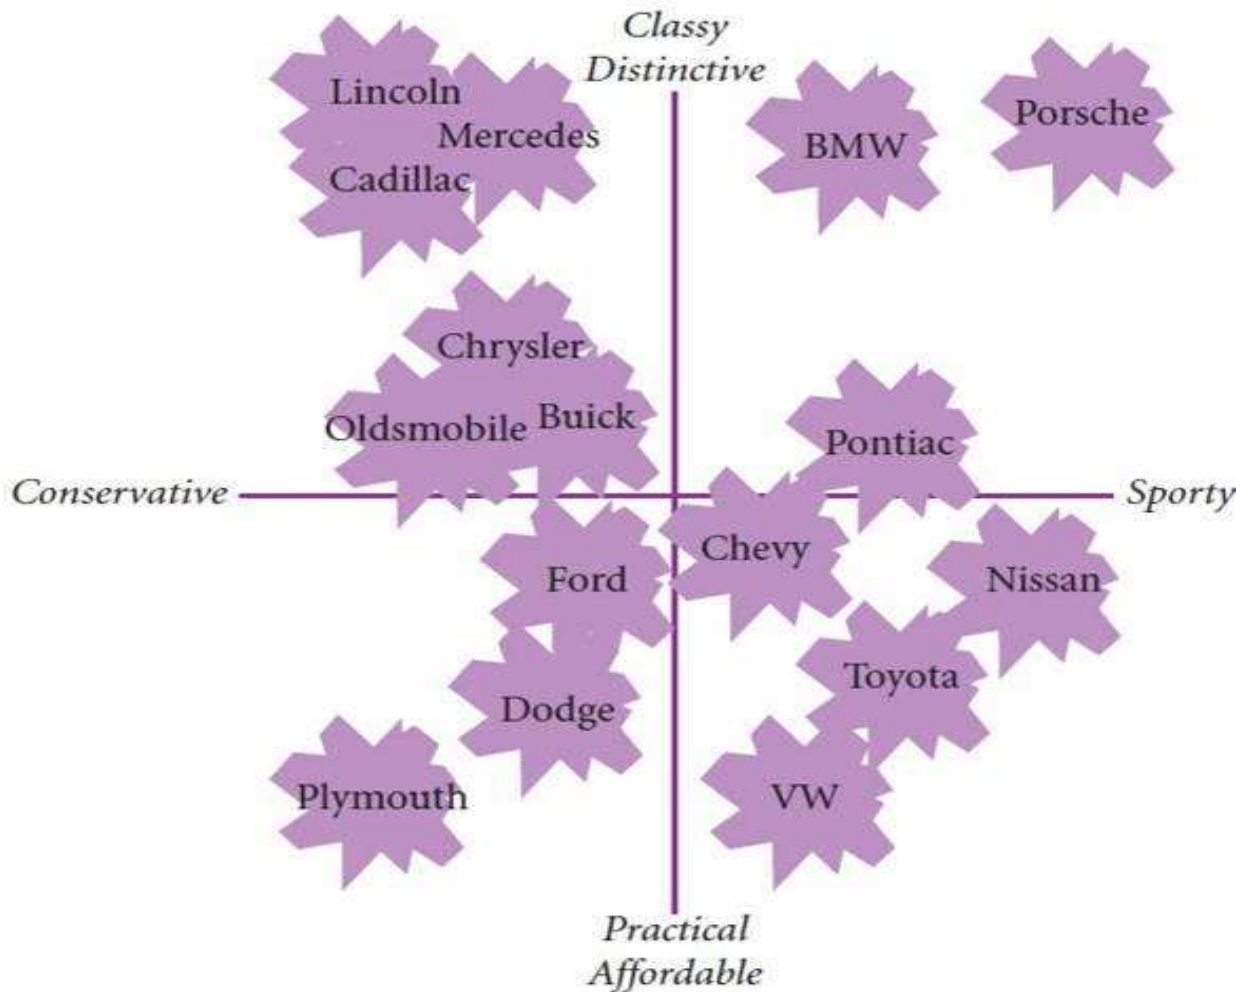 Classy
Distinctive
Lincoln
Mercedes
Cadillac
BMW
Porsche
Chrysler
Oldsmobile
Buick
Pontiac
Conservative
Sporty
Ford
Chevy
Nissan
Dodge
Toyota
Plymouth
VW
Practical
Affordable